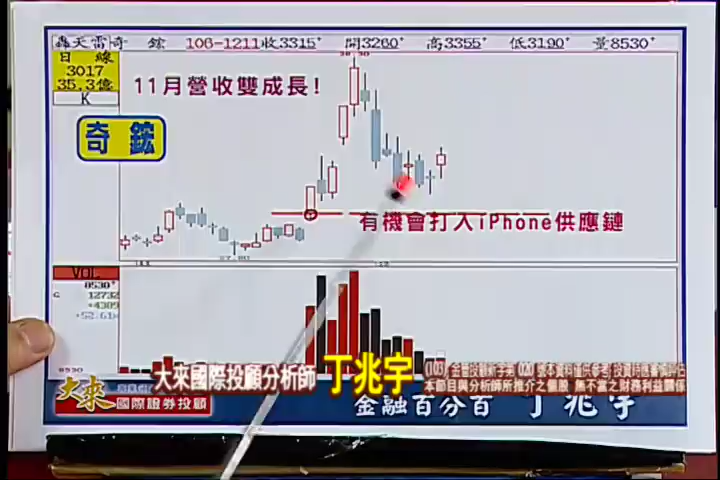 轟天雷奇 鋐 106-1211收3315 開3260 高3355 低3190 量8530
日 線
3017
35.3億
K
11月營收雙成長!
奇鋐
有機會打入iPhone供應鏈
VOL
8530
G 12732
+4309
8530
大來國際投顧分析師 丁兆宇
大來
國際證券投顧
金融百分百 丁兆宇
本節目與分析師所推介之個股 無不當之財務利益關係